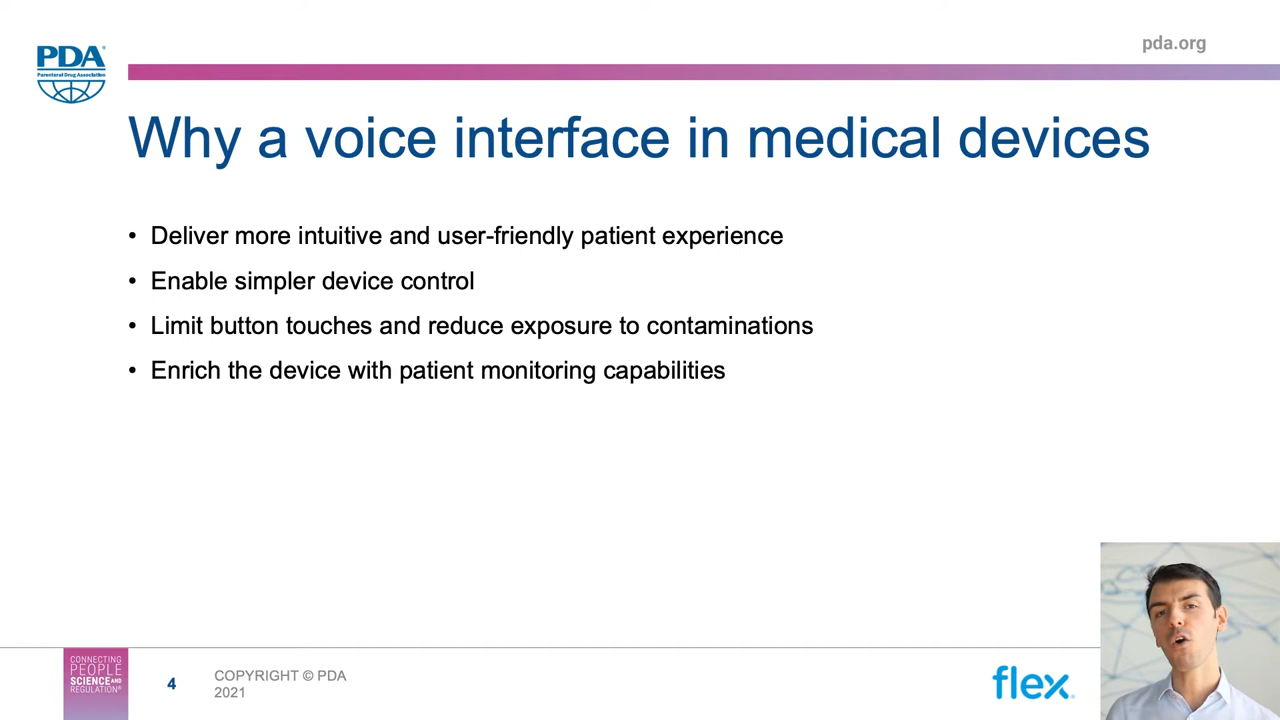 pda.org
PDA®
Parenteral Drug Association
Why a voice interface in medical devices
• Deliver more intuitive and user-friendly patient experience
• Enable simpler device control
• Limit button touches and reduce exposure to contaminations
• Enrich the device with patient monitoring capabilities
CONNECTING
PEOPLE
SCIENCE AND
REGULATION®
4
COPYRIGHT © PDA
2021
flex